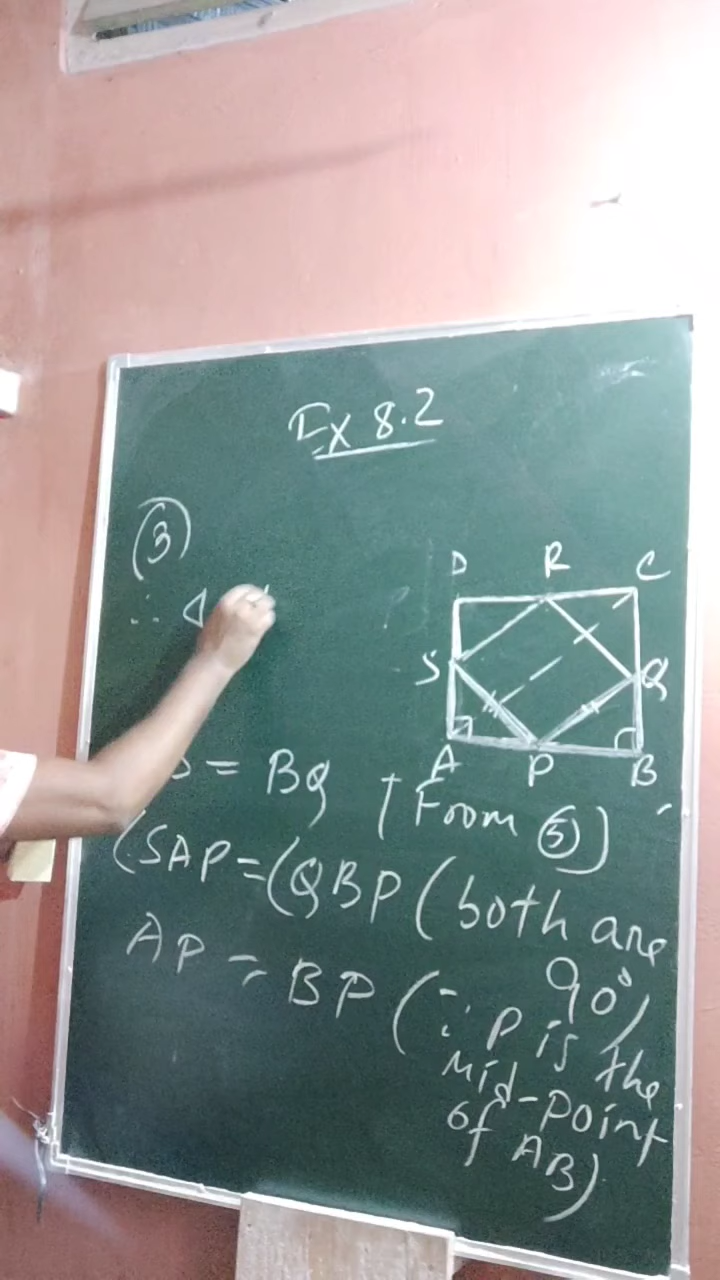 Ex 8.2
(3)
∴ Δ
D R C
S Q
A P B
= BQ [From (5)]
∠SAP = ∠QBP (both are 90°)
AP = BP (∵ P is the mid-point of AB)